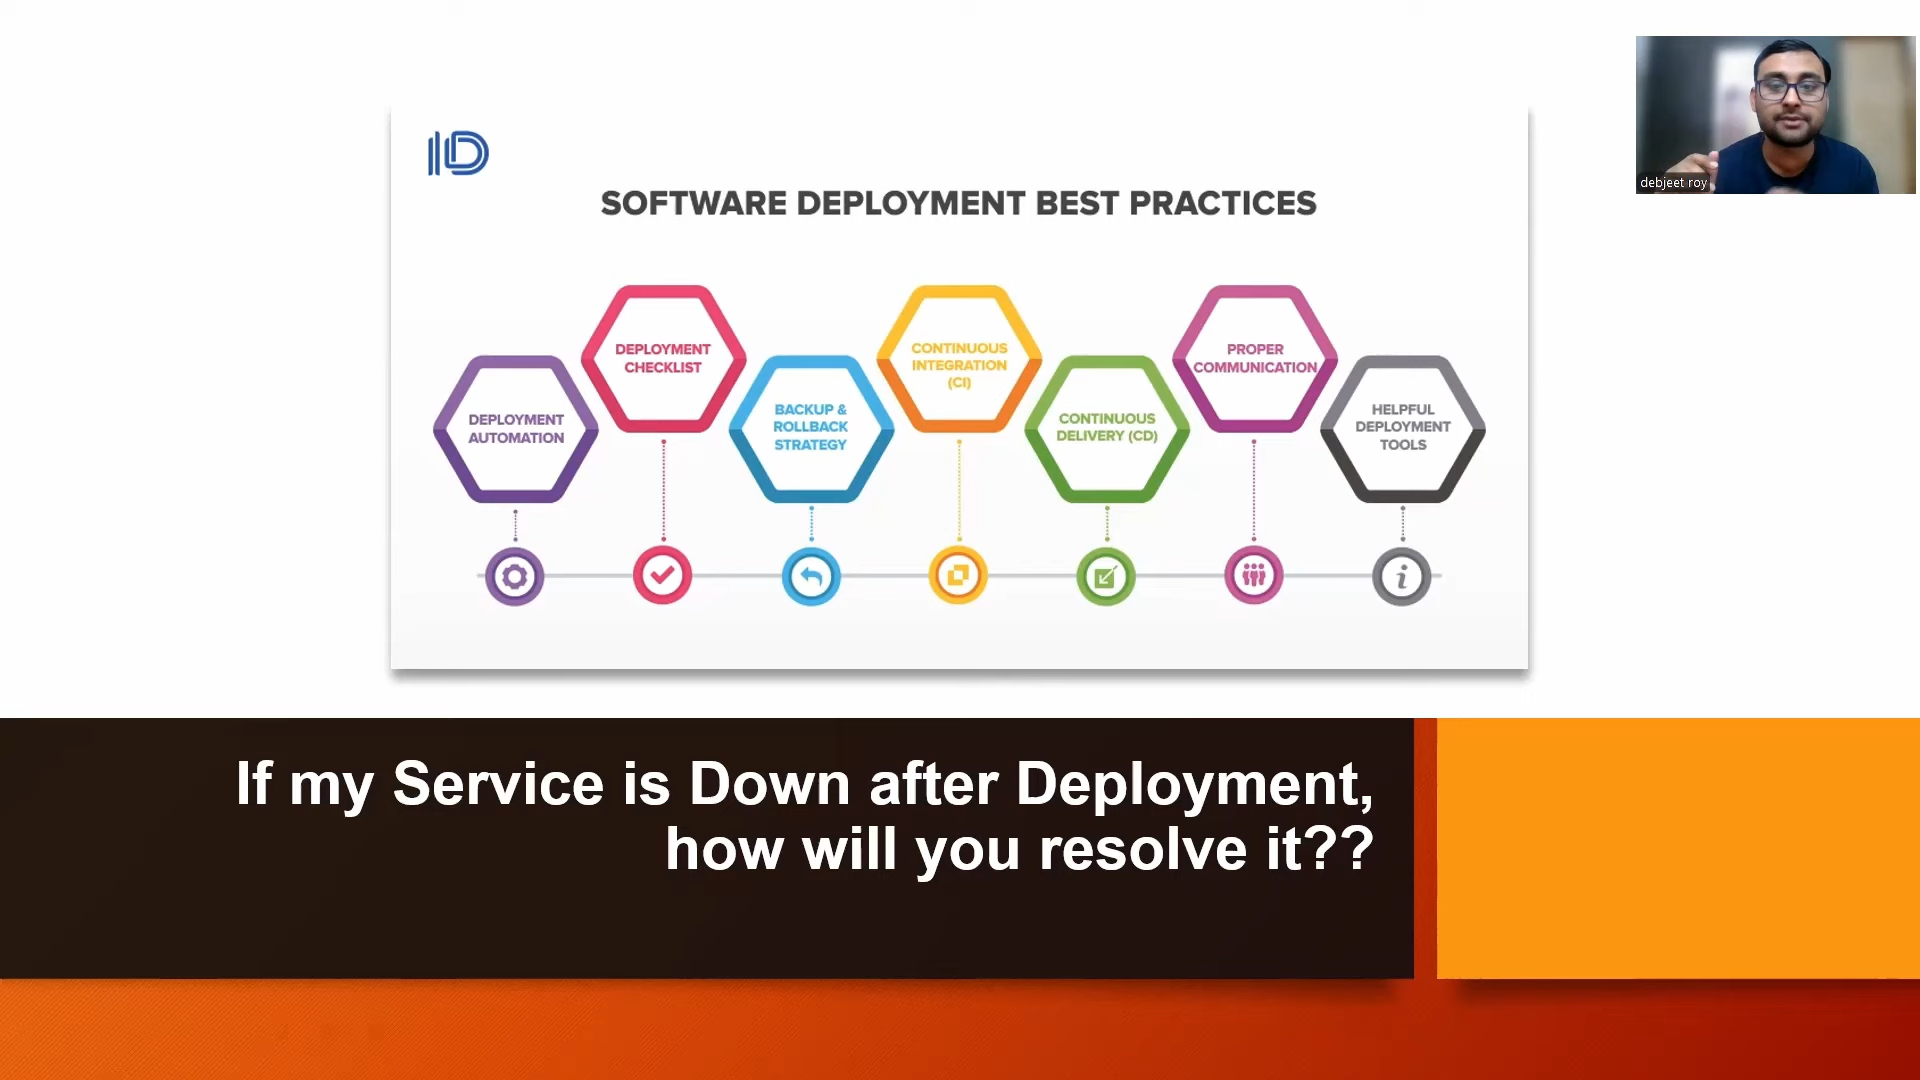 debjeet roy
ID
SOFTWARE DEPLOYMENT BEST PRACTICES
DEPLOYMENT
AUTOMATION
DEPLOYMENT
CHECKLIST
BACKUP &
ROLLBACK
STRATEGY
CONTINUOUS
INTEGRATION
(CI)
CONTINUOUS
DELIVERY (CD)
PROPER
COMMUNICATION
HELPFUL
DEPLOYMENT
TOOLS
i
If my Service is Down after Deployment,
how will you resolve it??